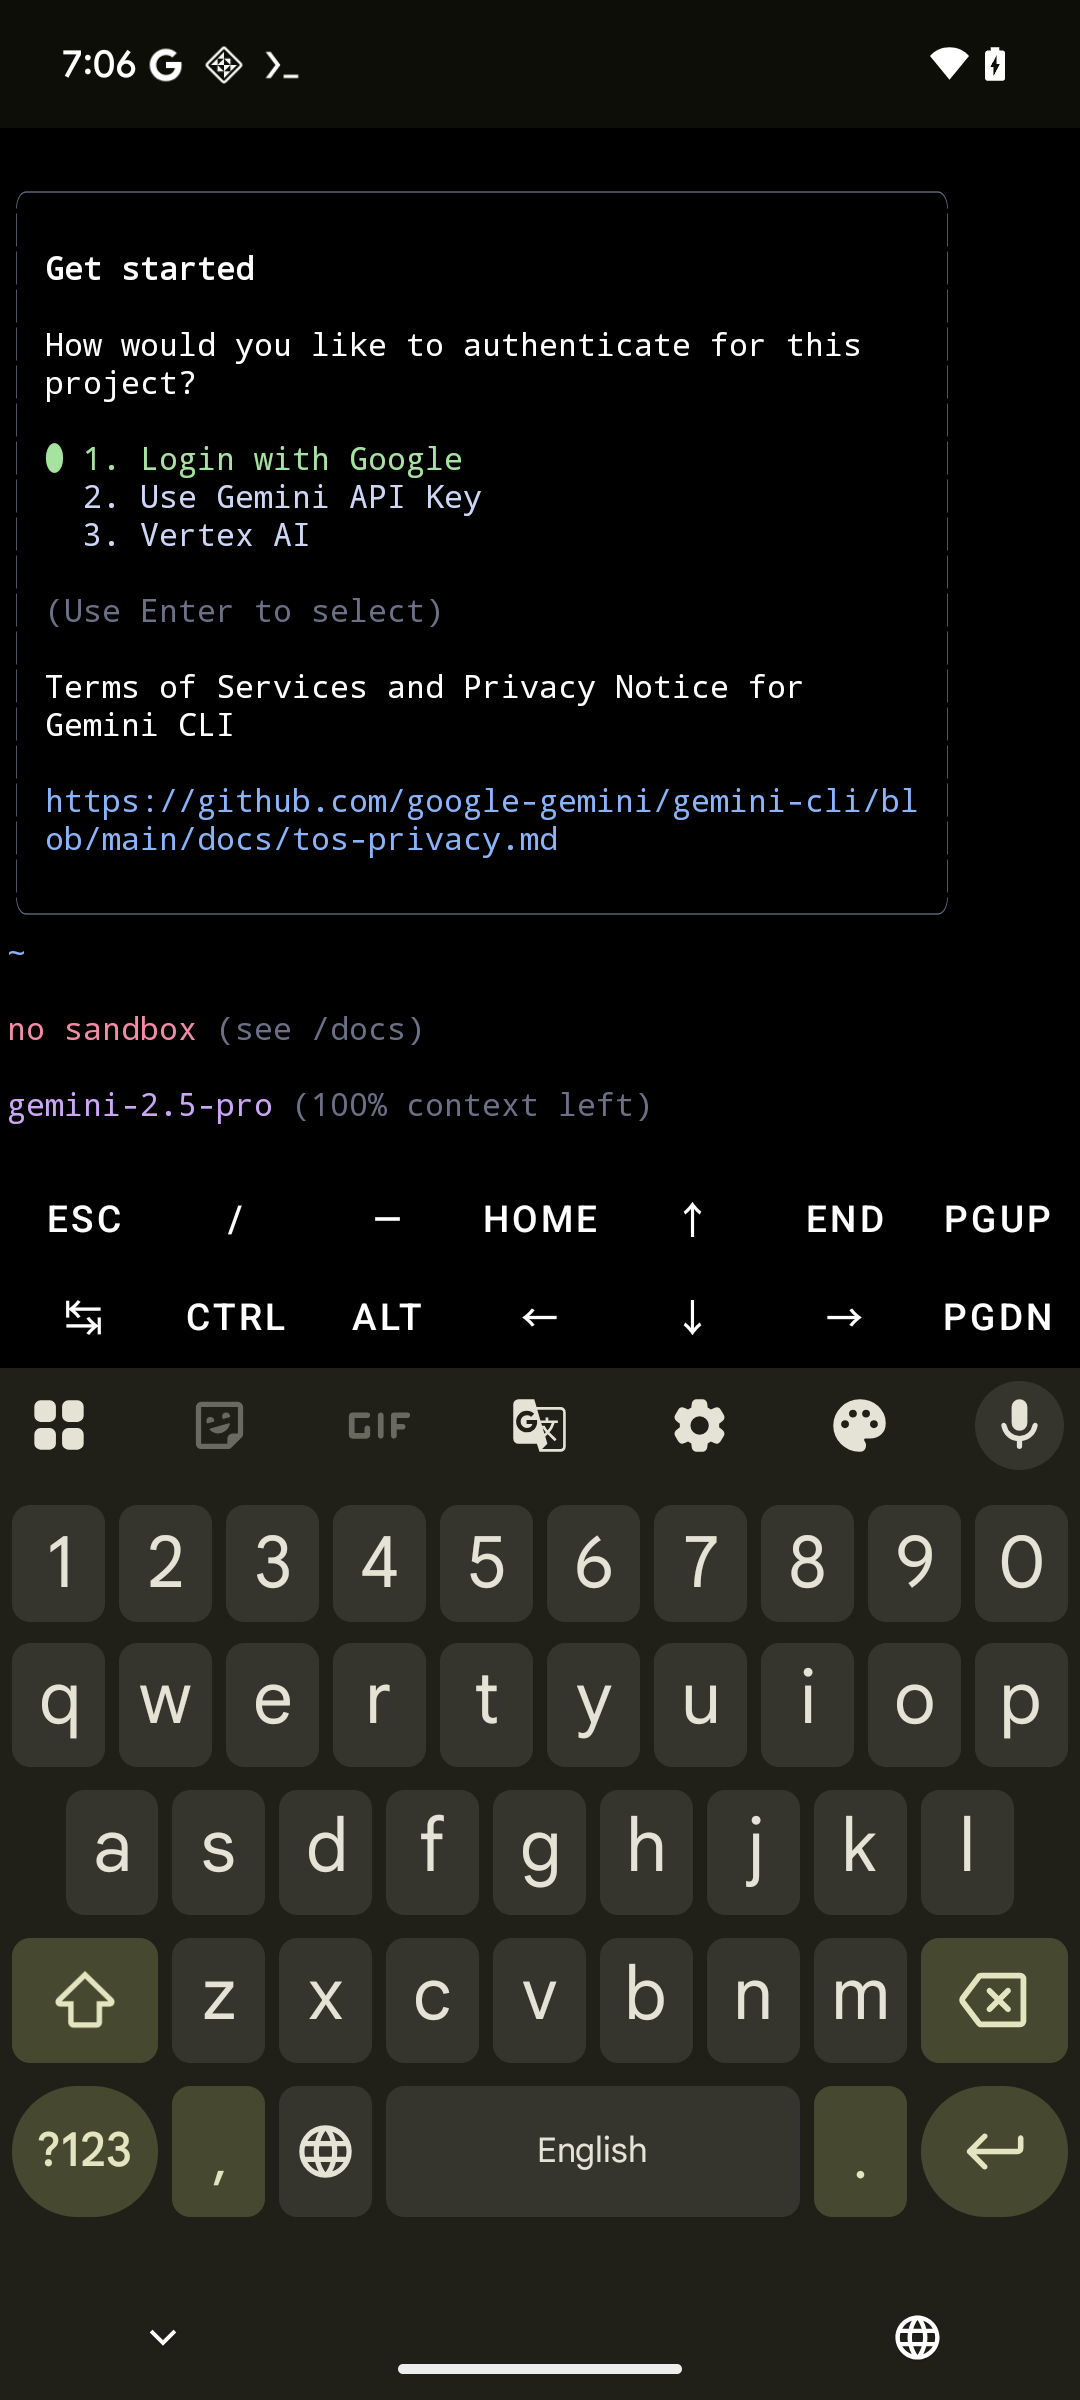 7:06
Get started
How would you like to authenticate for this
project?
1. Login with Google
2. Use Gemini API Key
3. Vertex AI
(Use Enter to select)
Terms of Services and Privacy Notice for
Gemini CLI
https://github.com/google-gemini/gemini-cli/bl
ob/main/docs/tos-privacy.md
~
no sandbox (see /docs)
gemini-2.5-pro (100% context left)
ESC / − HOME ↑ END PGUP
↹ CTRL ALT ← ↓ → PGDN
GIF
1 2 3 4 5 6 7 8 9 0
q w e r t y u i o p
a s d f g h j k l
z x c v b n m
?123 , English .